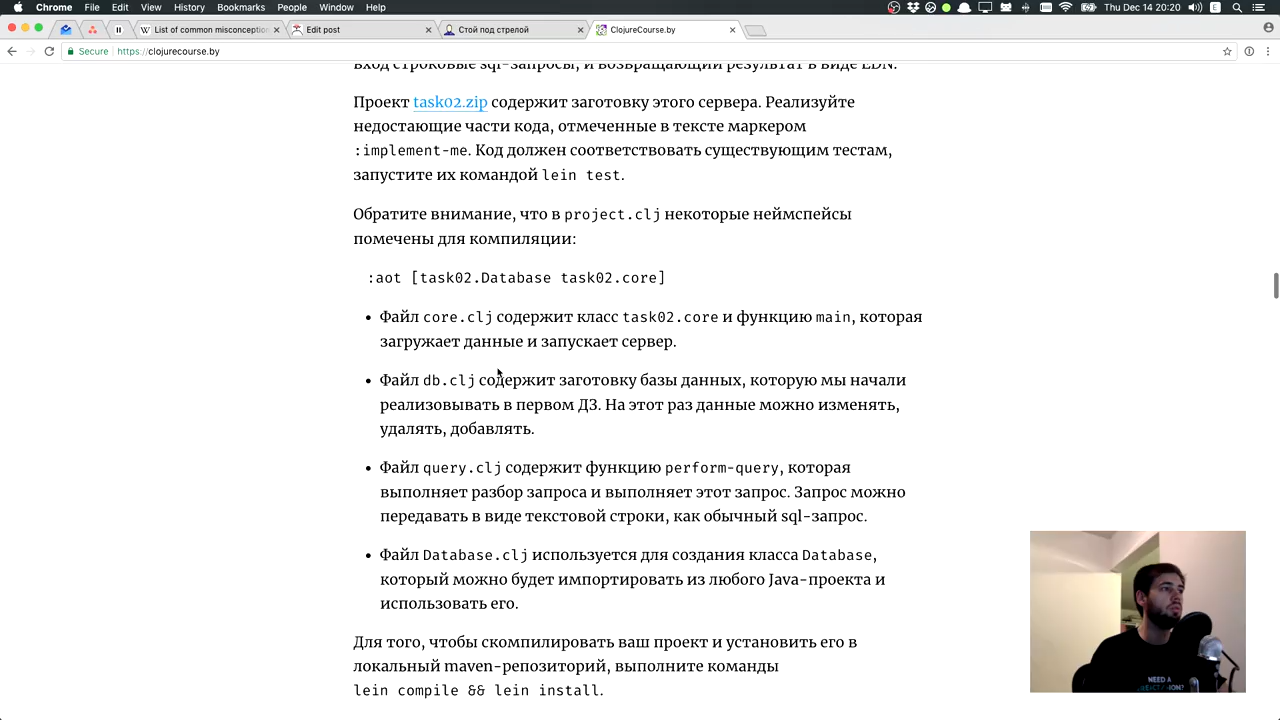 Chrome File Edit View History Bookmarks People Window Help
Thu Dec 14 20:20
List of common misconception
Edit post
Стой под стрелой
ClojureCourse.by
Secure https://clojurecourse.by
вход строковые sql-запросы, и возвращающий результат в виде EDN.
Проект task02.zip содержит заготовку этого сервера. Реализуйте
недостающие части кода, отмеченные в тексте маркером
:implement-me. Код должен соответствовать существующим тестам,
запустите их командой lein test.
Обратите внимание, что в project.clj некоторые неймспейсы
помечены для компиляции:
:aot [task02.Database task02.core]
• Файл core.clj содержит класс task02.core и функцию main, которая
загружает данные и запускает сервер.
• Файл db.clj содержит заготовку базы данных, которую мы начали
реализовывать в первом ДЗ. На этот раз данные можно изменять,
удалять, добавлять.
• Файл query.clj содержит функцию perform-query, которая
выполняет разбор запроса и выполняет этот запрос. Запрос можно
передавать в виде текстовой строки, как обычный sql-запрос.
• Файл Database.clj используется для создания класса Database,
который можно будет импортировать из любого Java-проекта и
использовать его.
Для того, чтобы скомпилировать ваш проект и установить его в
локальный maven-репозиторий, выполните команды
lein compile && lein install.
NEED A